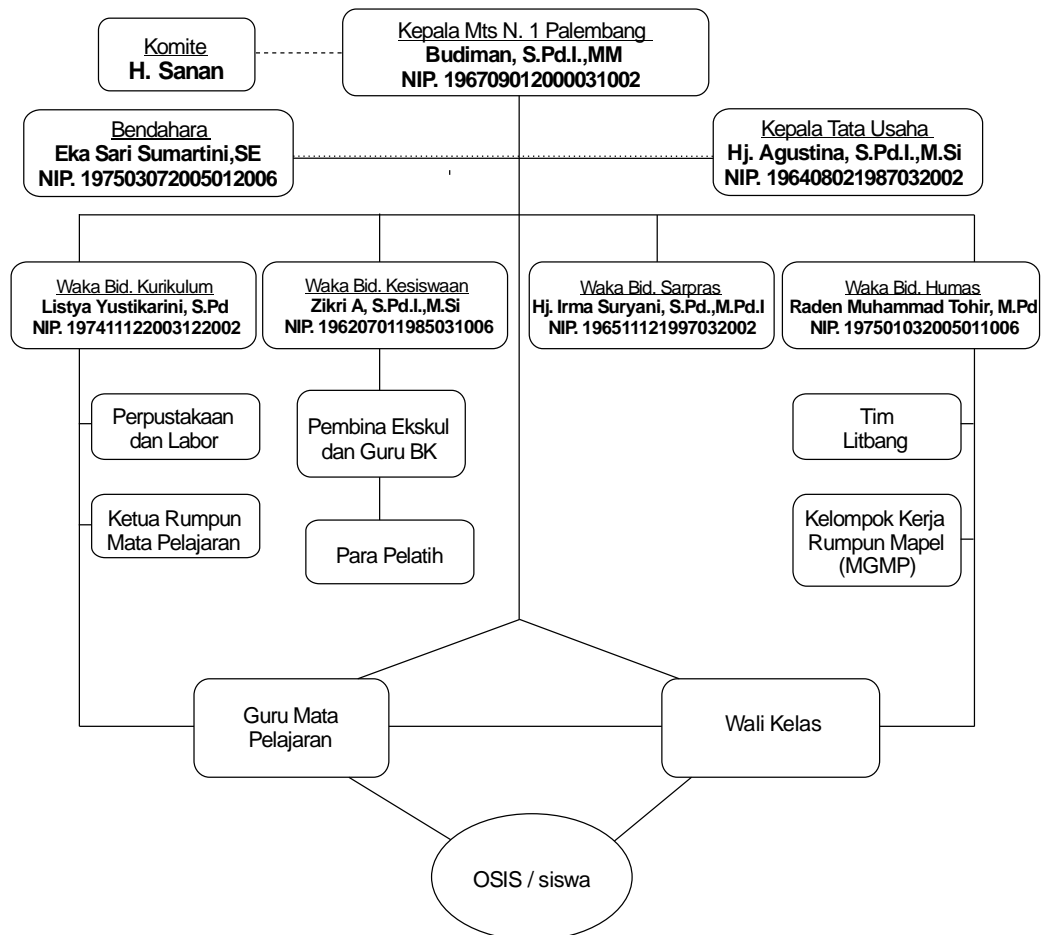 Komite
H. Sanan
Kepala Mts N. 1 Palembang
Budiman, S.Pd.I.,MM
NIP. 196709012000031002
Bendahara
Eka Sari Sumartini,SE
NIP. 197503072005012006
Kepala Tata Usaha
Hj. Agustina, S.Pd.I.,M.Si
NIP. 196408021987032002
Waka Bid. Kurikulum
Listya Yustikarini, S.Pd
NIP. 197411122003122002
Waka Bid. Kesiswaan
Zikri A, S.Pd.I.,M.Si
NIP. 196207011985031006
Waka Bid. Sarpras
Hj. Irma Suryani, S.Pd.,M.Pd.I
NIP. 196511121997032002
Waka Bid. Humas
Raden Muhammad Tohir, M.Pd
NIP. 197501032005011006
Perpustakaan
dan Labor
Pembina Ekskul
dan Guru BK
Tim
Litbang
Ketua Rumpun
Mata Pelajaran
Para Pelatih
Kelompok Kerja
Rumpun Mapel
(MGMP)
Guru Mata
Pelajaran
Wali Kelas
OSIS / siswa